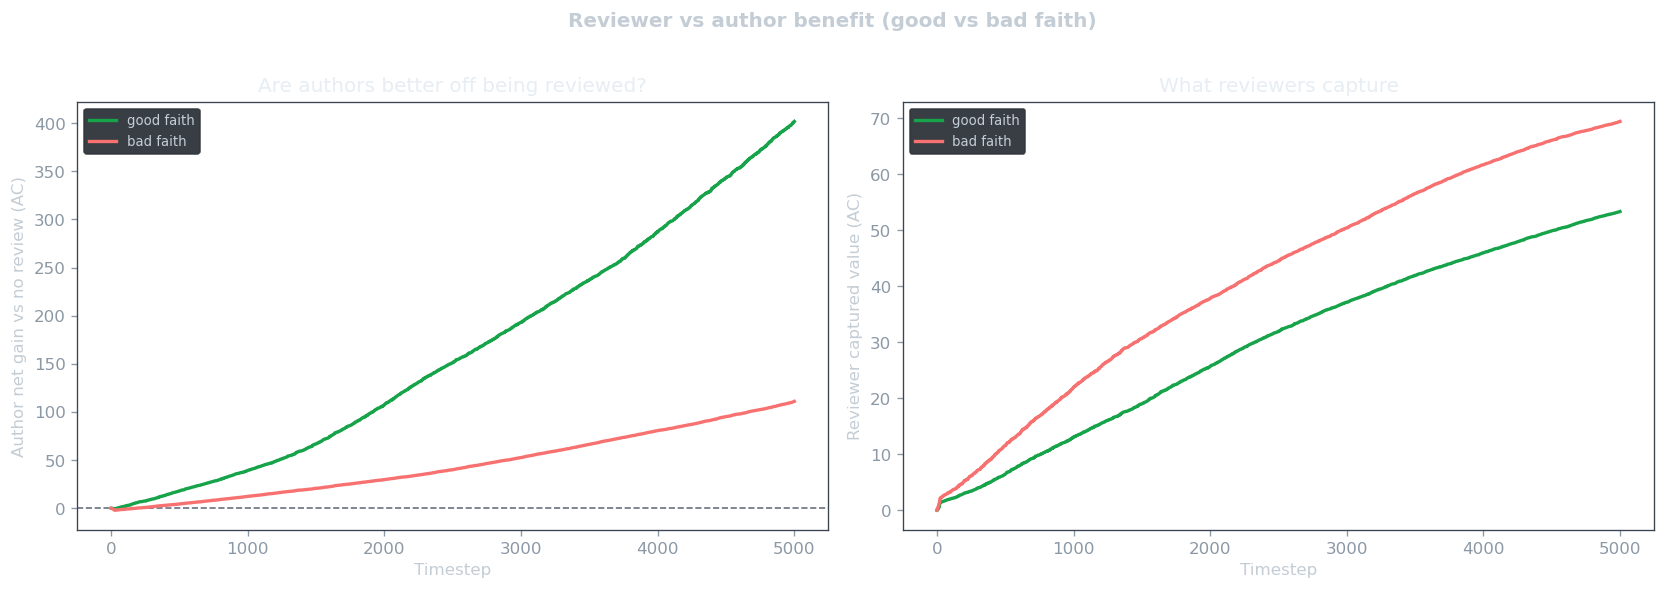 Reviewer vs author benefit (good vs bad faith)
Are authors better off being reviewed?
good faith
bad faith
Author net gain vs no review (AC)
400
350
300
250
200
150
100
50
0
0
1000
2000
3000
4000
5000
Timestep
What reviewers capture
good faith
bad faith
Reviewer captured value (AC)
70
60
50
40
30
20
10
0
0
1000
2000
3000
4000
5000
Timestep